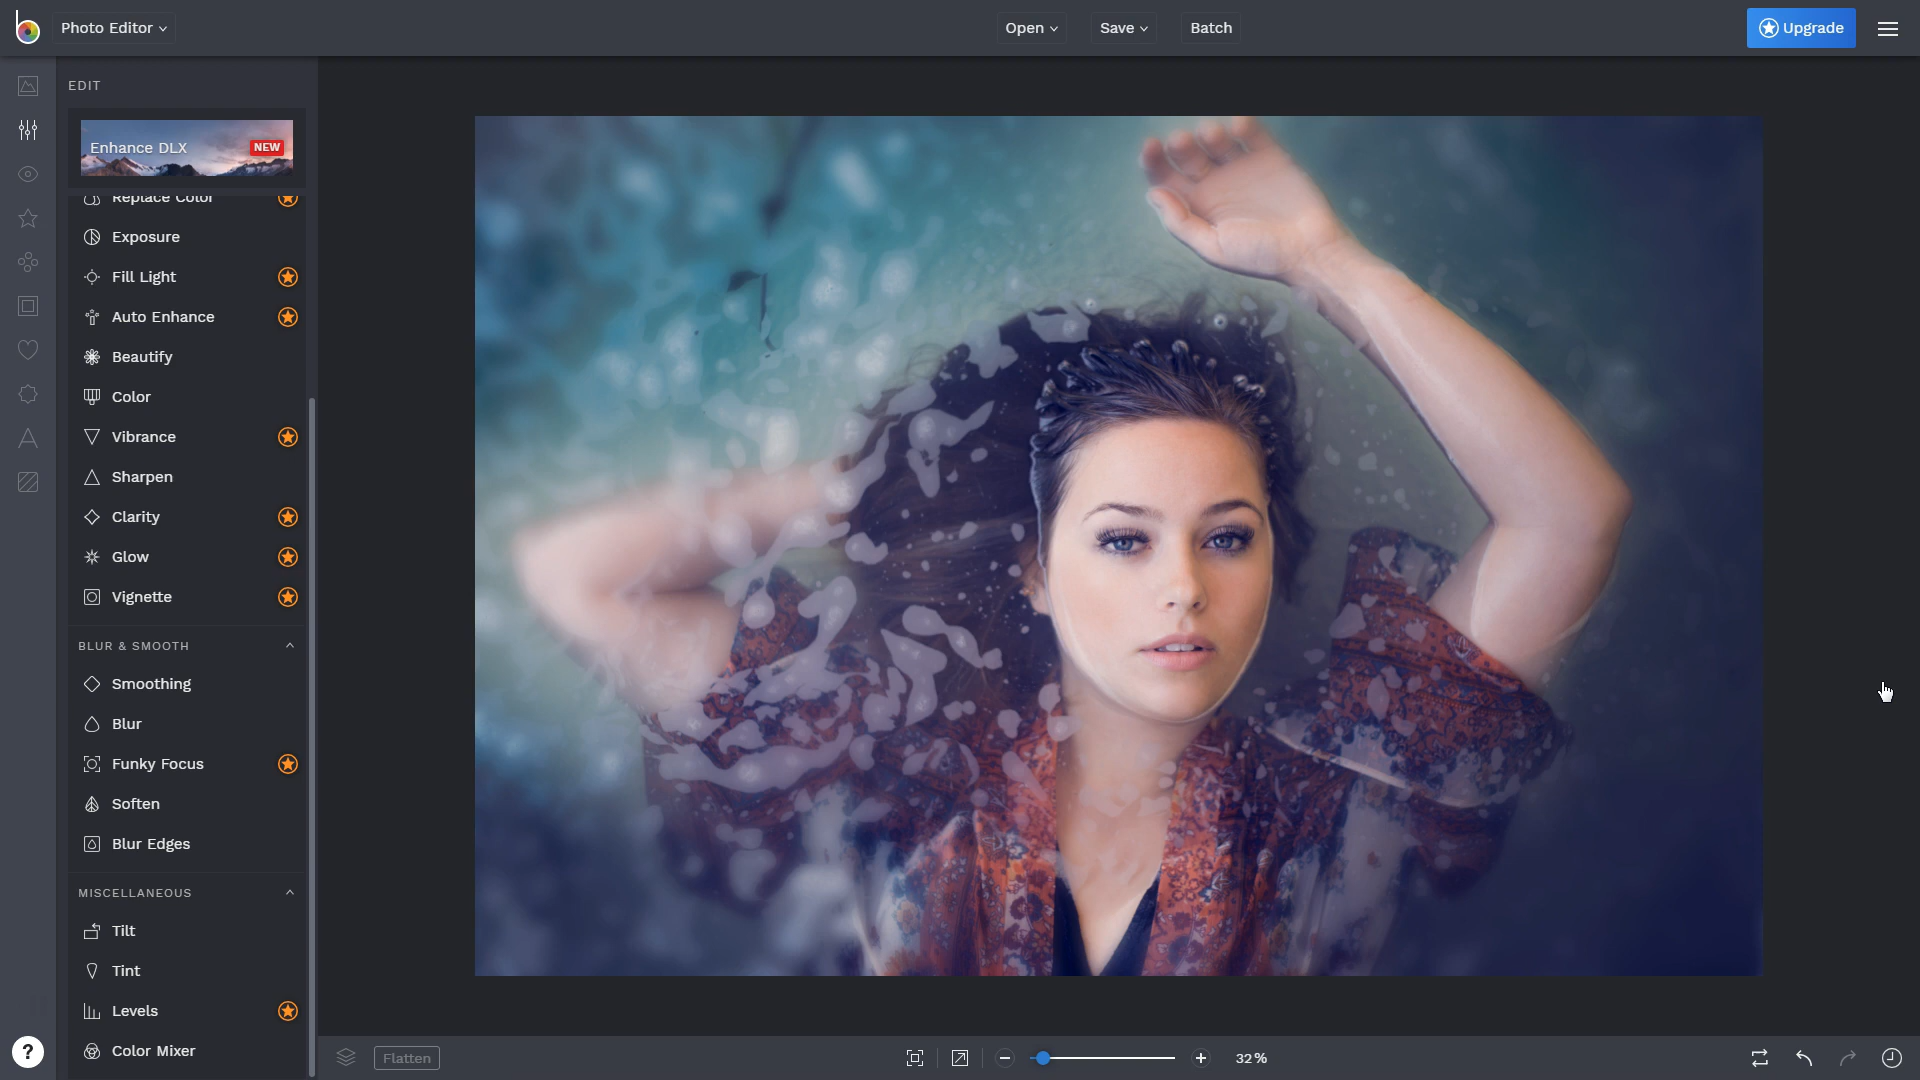 Photo Editor
Open
Save
Batch
Upgrade
EDIT
Enhance DLX
NEW
Replace Color
Exposure
Fill Light
Auto Enhance
Beautify
Color
Vibrance
Sharpen
Clarity
Glow
Vignette
BLUR & SMOOTH
Smoothing
Blur
Funky Focus
Soften
Blur Edges
MISCELLANEOUS
Tilt
Tint
Levels
Color Mixer
?
Flatten
32 %